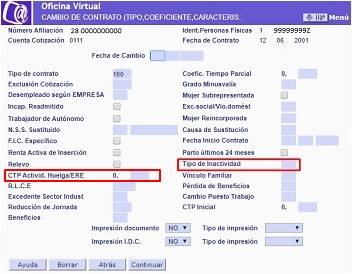 Oficina Virtual
CAMBIO DE CONTRATO (TIPO,COEFICIENTE,CARACTERIS.
Menú
Número Afiliación 28 0000000000 Ident.Personas Físicas 1 99999999Z
Cuenta Cotización 0111 Fecha de Contrato 12 06 2001
Fecha de Cambio
Tipo de contrato 100 Coefic. Tiempo Parcial 0,
Exclusión Cotización Grado Minusvalía
Desempleado según EMPRESA Mujer Subrepresentada
Incap. Readmitido Exc.social/Vio.domést
Trabajador de Autónomo Mujer Reincorporada
N.S.S. Sustituido Causa de Sustitución
F.I.C. Específico Fecha Inicio Contrato
Renta Activa de Inserción Parto últimos 24 meses
Relevo Tipo de Inactividad
CTP Activid. Huelga/ERE 0, Vínculo Familiar
R.L.C.E Pérdida de Beneficios
Excedente Sector Indust Cambio Puesto Trabajo
Reducción de Jornada CTP Inicial 0,
Beneficios
Impresión documento NO Tipo de impresión
Impresión I.D.C. NO Tipo de impresión
Ayuda Borrar Atrás Continuar